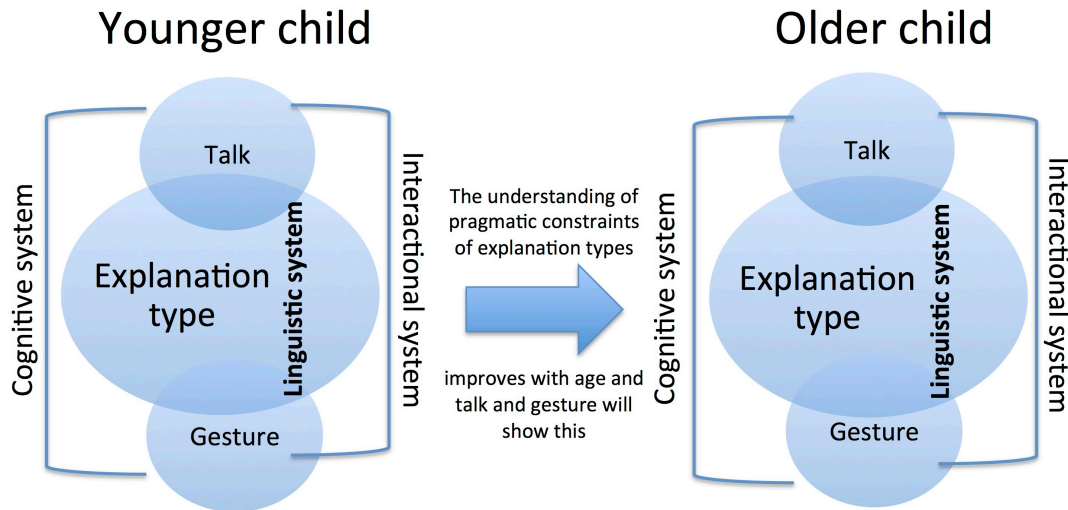 Younger child
Older child
Cognitive system
Talk
Explanation
type
Linguistic system
Gesture
Interactional system
The understanding of
pragmatic constraints
of explanation types
improves with age and
talk and gesture will
show this
Cognitive system
Talk
Explanation
type
Linguistic system
Gesture
Interactional system